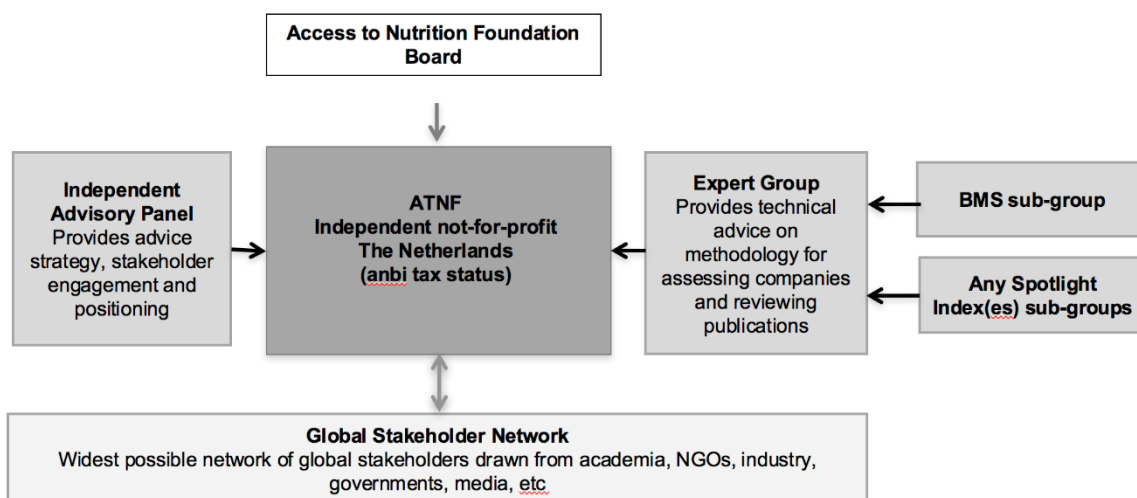 Access to Nutrition Foundation
Board
Independent
Advisory Panel
Provides advice
strategy, stakeholder
engagement and
positioning
ATNF
Independent not-for-profit
The Netherlands
(anbi tax status)
Expert Group
Provides technical
advice on
methodology for
assessing companies
and reviewing
publications
BMS sub-group
Any Spotlight
Index(es) sub-groups
Global Stakeholder Network
Widest possible network of global stakeholders drawn from academia, NGOs, industry,
governments, media, etc